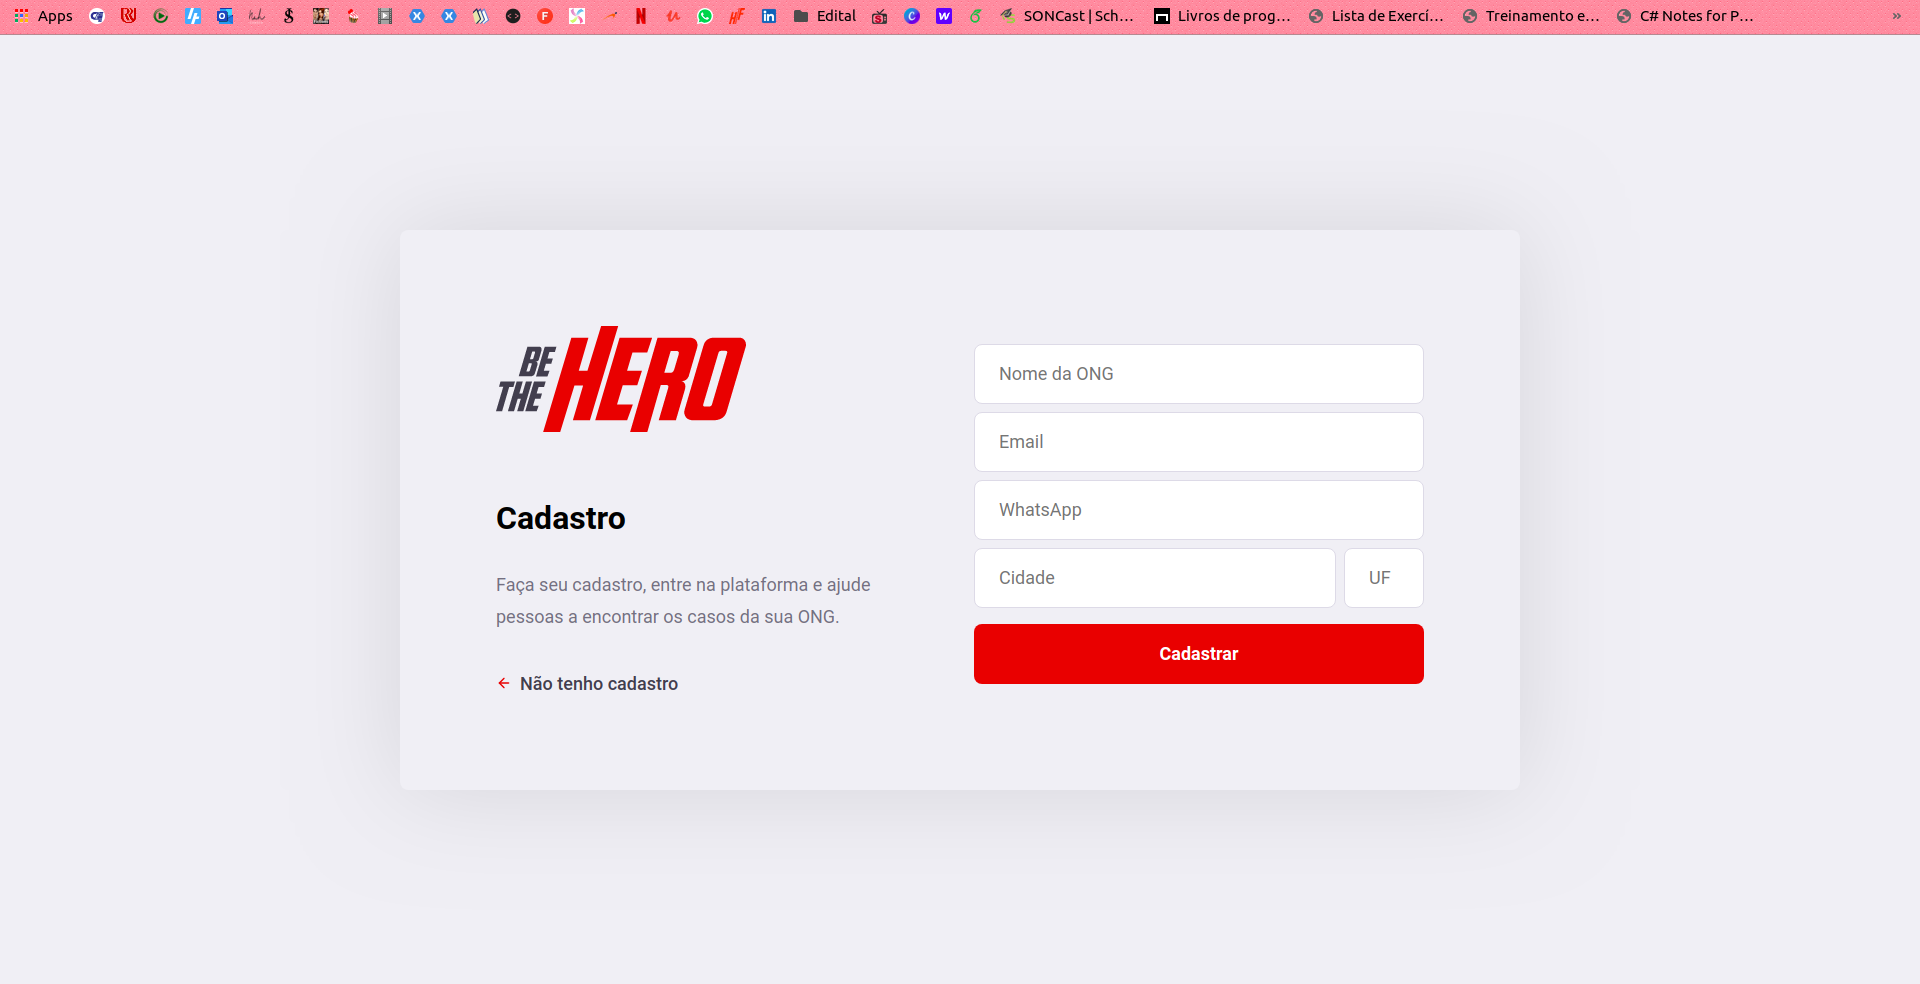 Apps
Edital
SONCast | Sch...
Livros de prog...
Lista de Exercí...
Treinamento e...
C# Notes for P...
»
BE
THE
HERO
Cadastro
Faça seu cadastro, entre na plataforma e ajude
pessoas a encontrar os casos da sua ONG.
Não tenho cadastro
Nome da ONG
Email
WhatsApp
Cidade
UF
Cadastrar